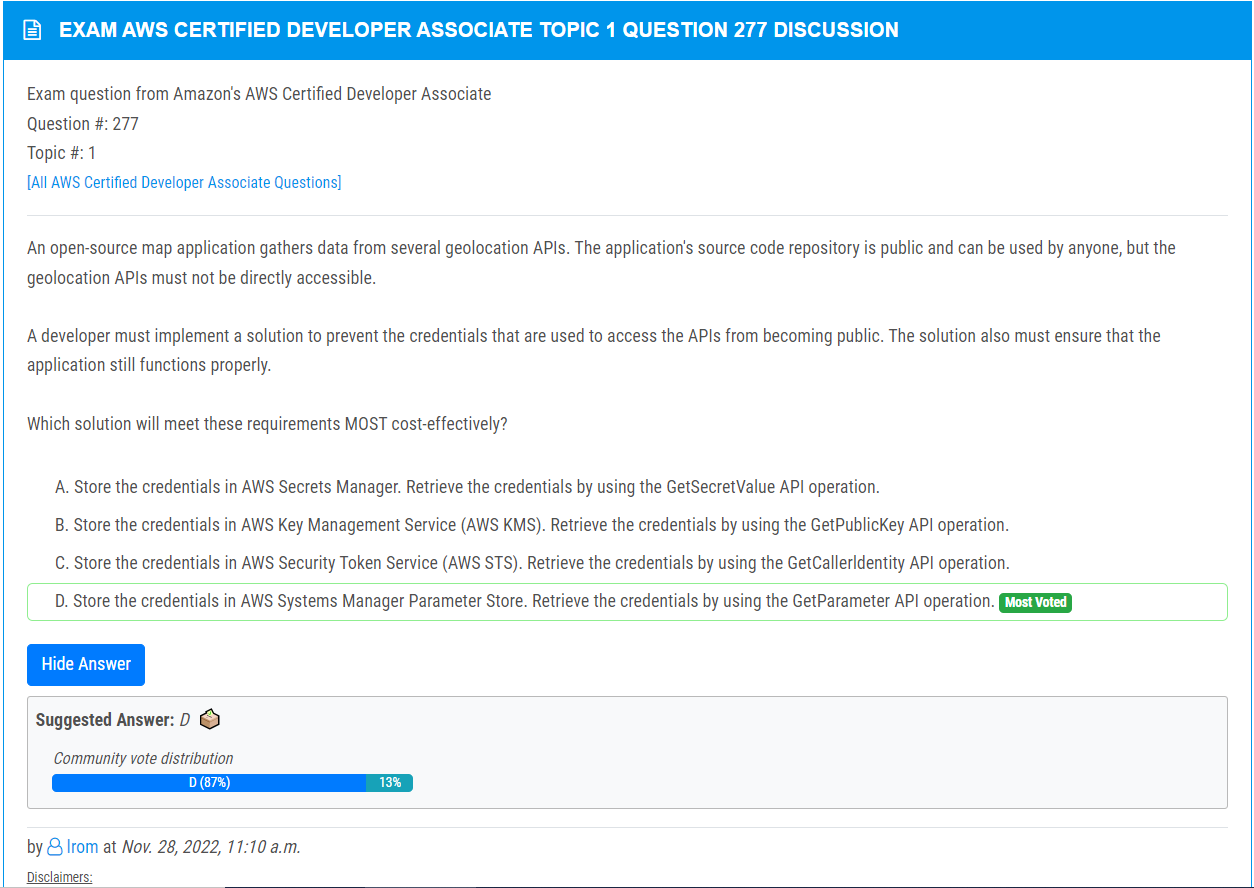 EXAM AWS CERTIFIED DEVELOPER ASSOCIATE TOPIC 1 QUESTION 277 DISCUSSION
Exam question from Amazon's AWS Certified Developer Associate
Question #: 277
Topic #: 1
[All AWS Certified Developer Associate Questions]
An open-source map application gathers data from several geolocation APIs. The application's source code repository is public and can be used by anyone, but the
geolocation APIs must not be directly accessible.
A developer must implement a solution to prevent the credentials that are used to access the APIs from becoming public. The solution also must ensure that the
application still functions properly.
Which solution will meet these requirements MOST cost-effectively?
A. Store the credentials in AWS Secrets Manager. Retrieve the credentials by using the GetSecretValue API operation.
B. Store the credentials in AWS Key Management Service (AWS KMS). Retrieve the credentials by using the GetPublicKey API operation.
C. Store the credentials in AWS Security Token Service (AWS STS). Retrieve the credentials by using the GetCallerIdentity API operation.
D. Store the credentials in AWS Systems Manager Parameter Store. Retrieve the credentials by using the GetParameter API operation. Most Voted
Hide Answer
Suggested Answer: D
Community vote distribution
D (87%) 13%
by lrom at Nov. 28, 2022, 11:10 a.m.
Disclaimers: